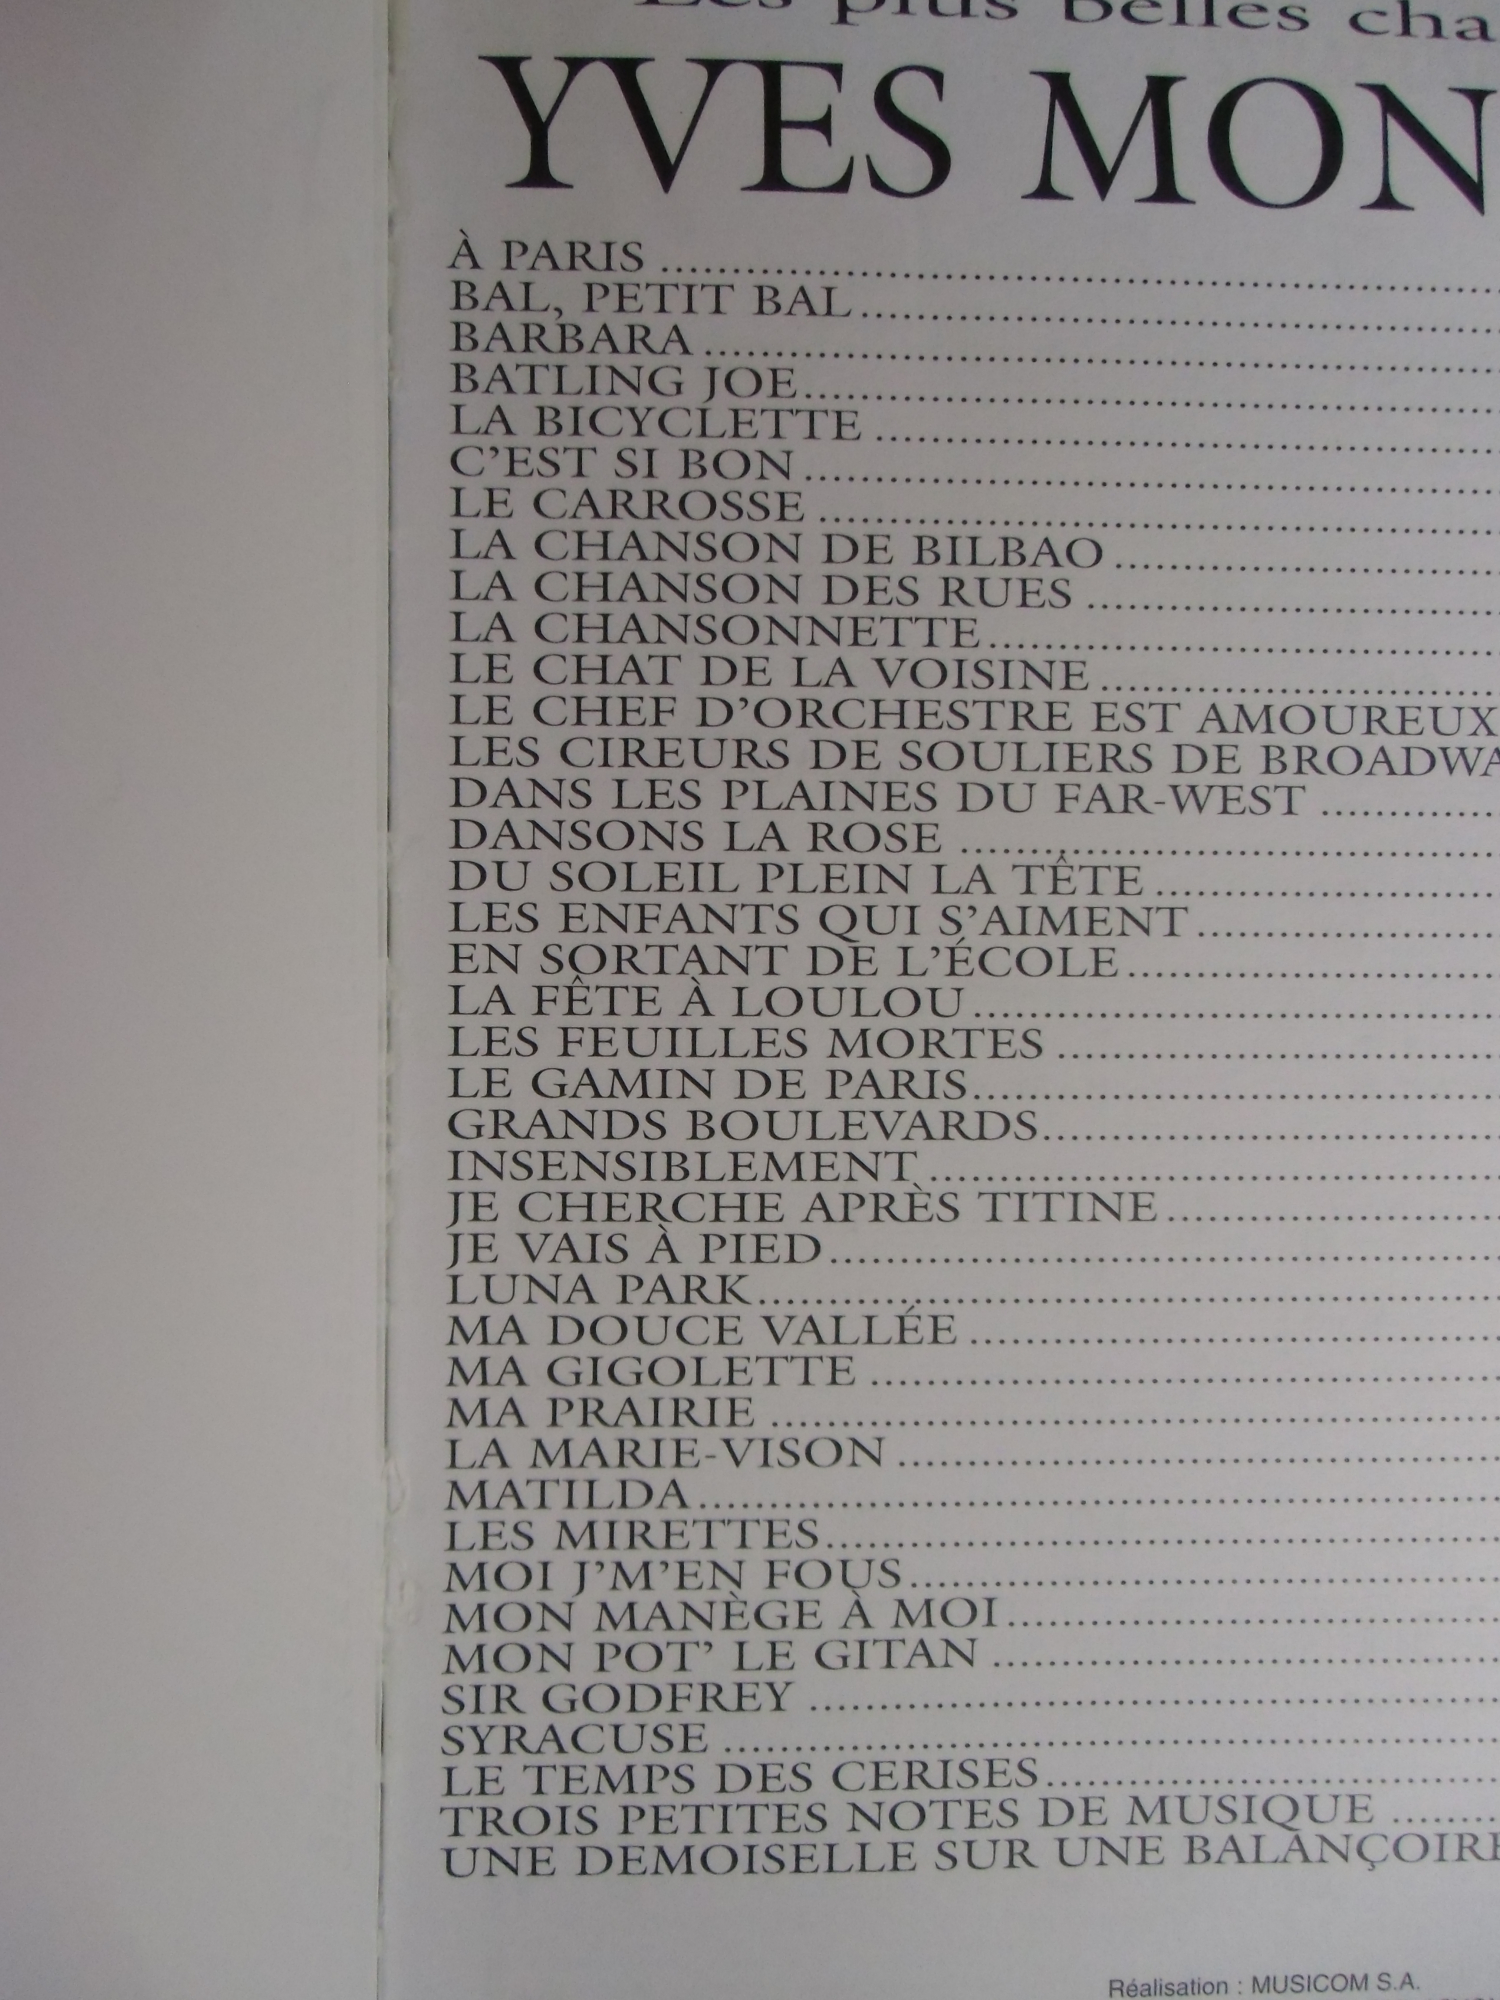 Les plus belles cha
YVES MON
À PARIS
BAL, PETIT BAL
BARBARA
BATLING JOE
LA BICYCLETTE
C'EST SI BON
LE CARROSSE
LA CHANSON DE BILBAO
LA CHANSON DES RUES
LA CHANSONNETTE
LE CHAT DE LA VOISINE
LE CHEF D'ORCHESTRE EST AMOUREUX
LES CIREURS DE SOULIERS DE BROADWA
DANS LES PLAINES DU FAR-WEST
DANSONS LA ROSE
DU SOLEIL PLEIN LA TÊTE
LES ENFANTS QUI S'AIMENT
EN SORTANT DE L'ÉCOLE
LA FÊTE À LOULOU
LES FEUILLES MORTES
LE GAMIN DE PARIS
GRANDS BOULEVARDS
INSENSIBLEMENT
JE CHERCHE APRÈS TITINE
JE VAIS À PIED
LUNA PARK
MA DOUCE VALLÉE
MA GIGOLETTE
MA PRAIRIE
LA MARIE-VISON
MATILDA
LES MIRETTES
MOI J'M'EN FOUS
MON MANÈGE À MOI
MON POT' LE GITAN
SIR GODFREY
SYRACUSE
LE TEMPS DES CERISES
TROIS PETITES NOTES DE MUSIQUE
UNE DEMOISELLE SUR UNE BALANÇOIRE
Réalisation : MUSICOM S.A.